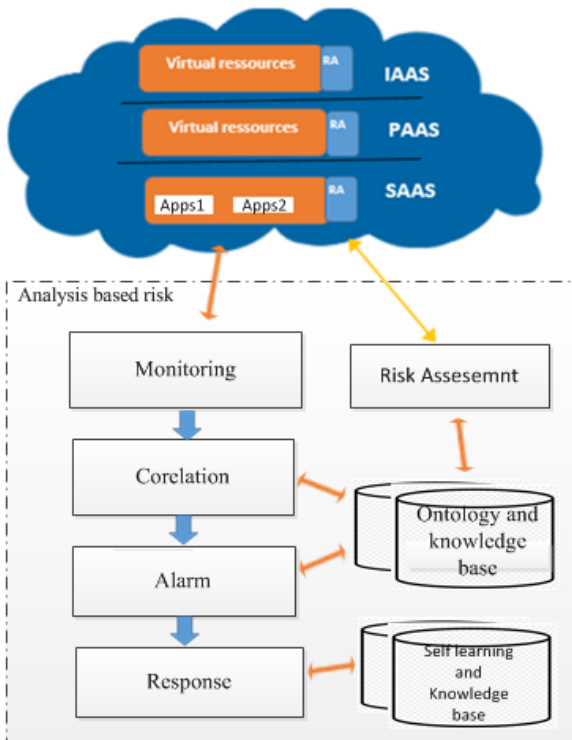 Virtual ressources RA IAAS
Virtual ressources RA PAAS
Apps1 Apps2 RA SAAS
Analysis based risk
Monitoring
Risk Assesemnt
Corelation
Ontology and
knowledge
base
Alarm
Response
Self learning
and
Knowledge
base